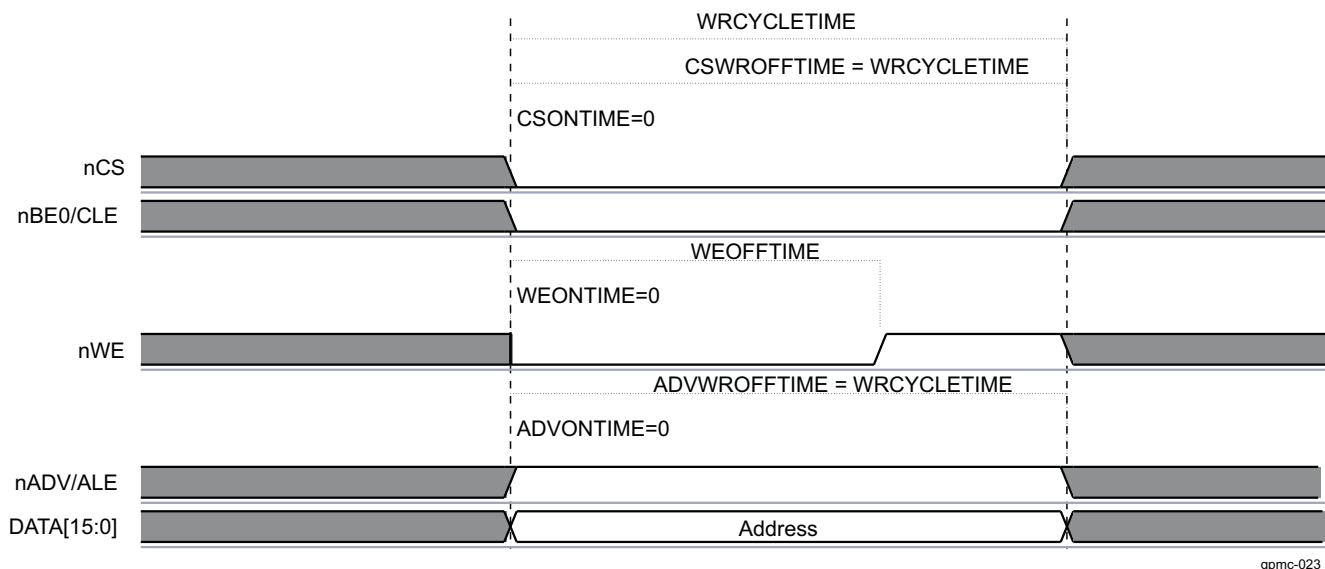 WRCYCLETIME
CSWROFFTIME = WRCYCLETIME
CSONTIME=0
nCS
nBE0/CLE
WEOFFTIME
WEONTIME=0
nWE
ADVWROFFTIME = WRCYCLETIME
ADVONTIME=0
nADV/ALE
DATA[15:0]
Address
gpmc-023